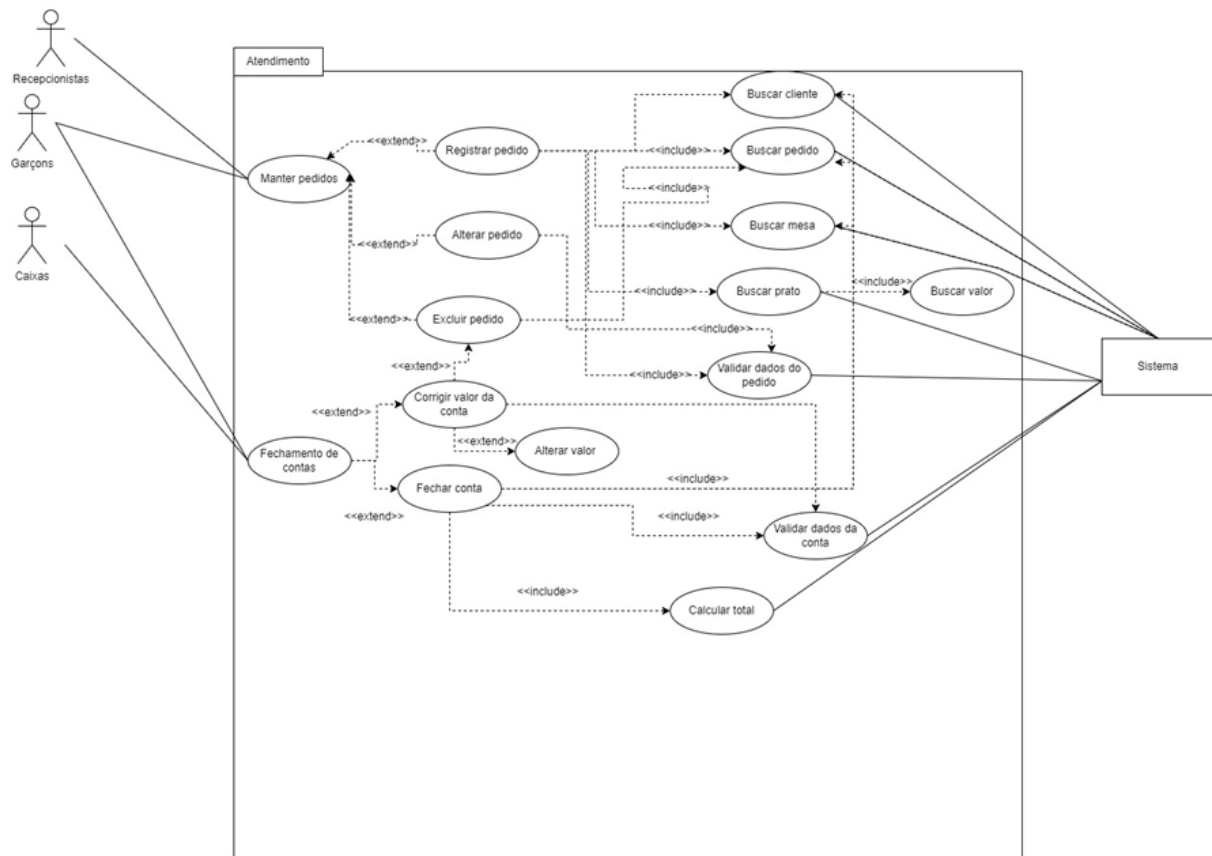 Recepcionistas
Garçons
Caixas
Atendimento
Buscar cliente
<<extend>>
Registrar pedido
<<include>>
Buscar pedido
Manter pedidos
<<include>>
<<extend>>
Alterar pedido
<<include>>
Buscar mesa
<<include>>
Buscar prato
<<include>>
Buscar valor
<<extend>>
Excluir pedido
<<include>>
Sistema
<<extend>>
<<include>>
Validar dados do
pedido
<<extend>>
Corrigir valor da
conta
<<extend>>
Alterar valor
Fechamento de
contas
Fechar conta
<<include>>
<<extend>>
<<include>>
Validar dados da
conta
<<include>>
Calcular total